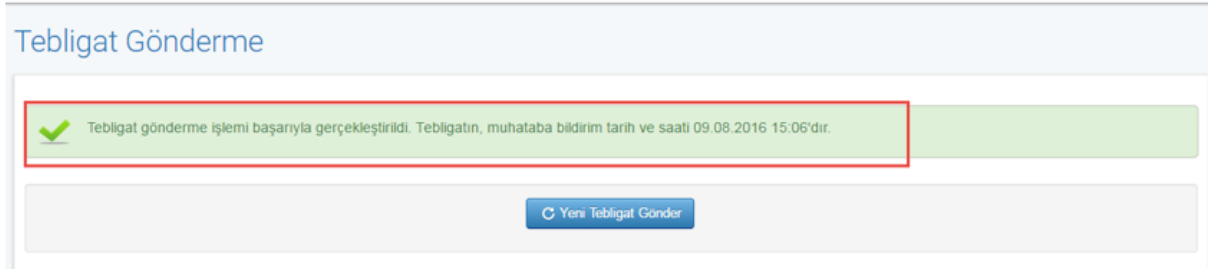 Tebligat Gönderme
Tebligat gönderme işlemi başarıyla gerçekleştirildi. Tebligatın, muhataba bildirim tarih ve saati 09.08.2016 15:06'dır.
Yeni Tebligat Gönder